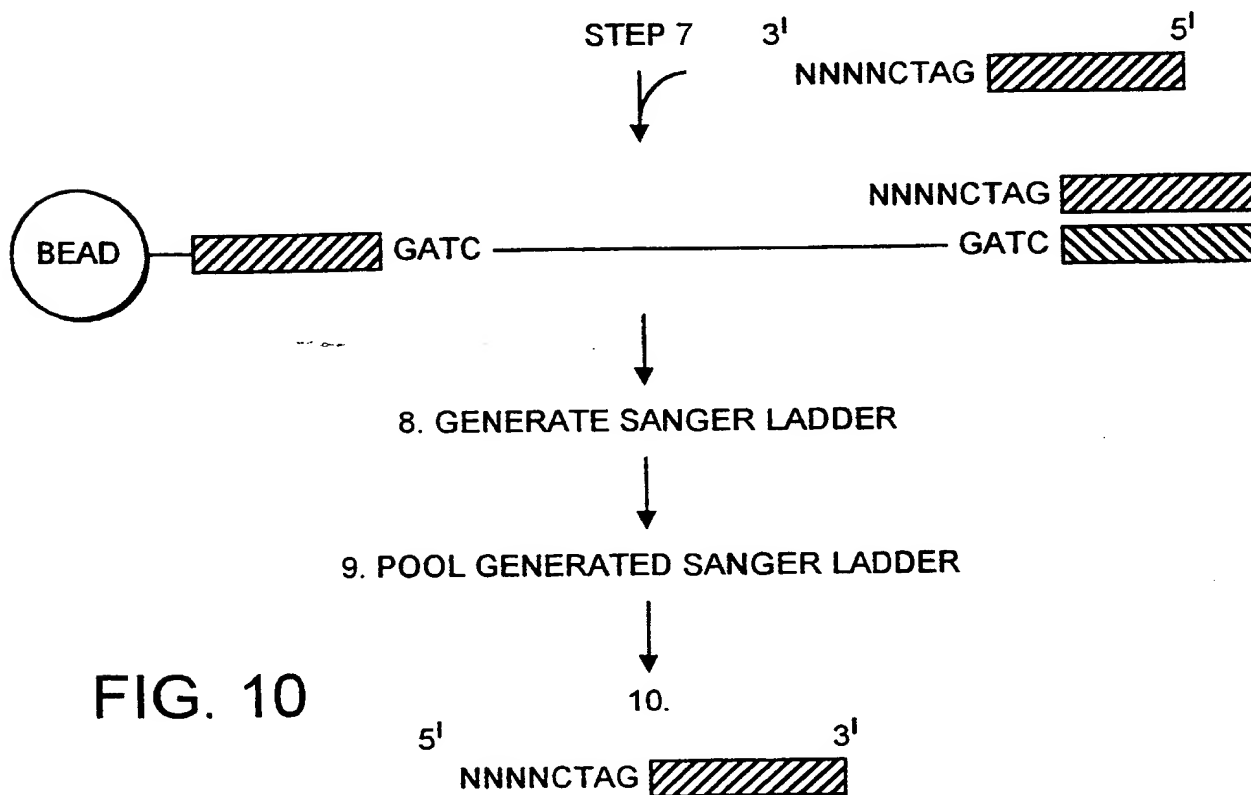 STEP 7 3' 5'
NNNNCTAG
NNNNCTAG
BEAD GATC GATC
8. GENERATE SANGER LADDER
9. POOL GENERATED SANGER LADDER
FIG. 10
10.
5' 3'
NNNNCTAG